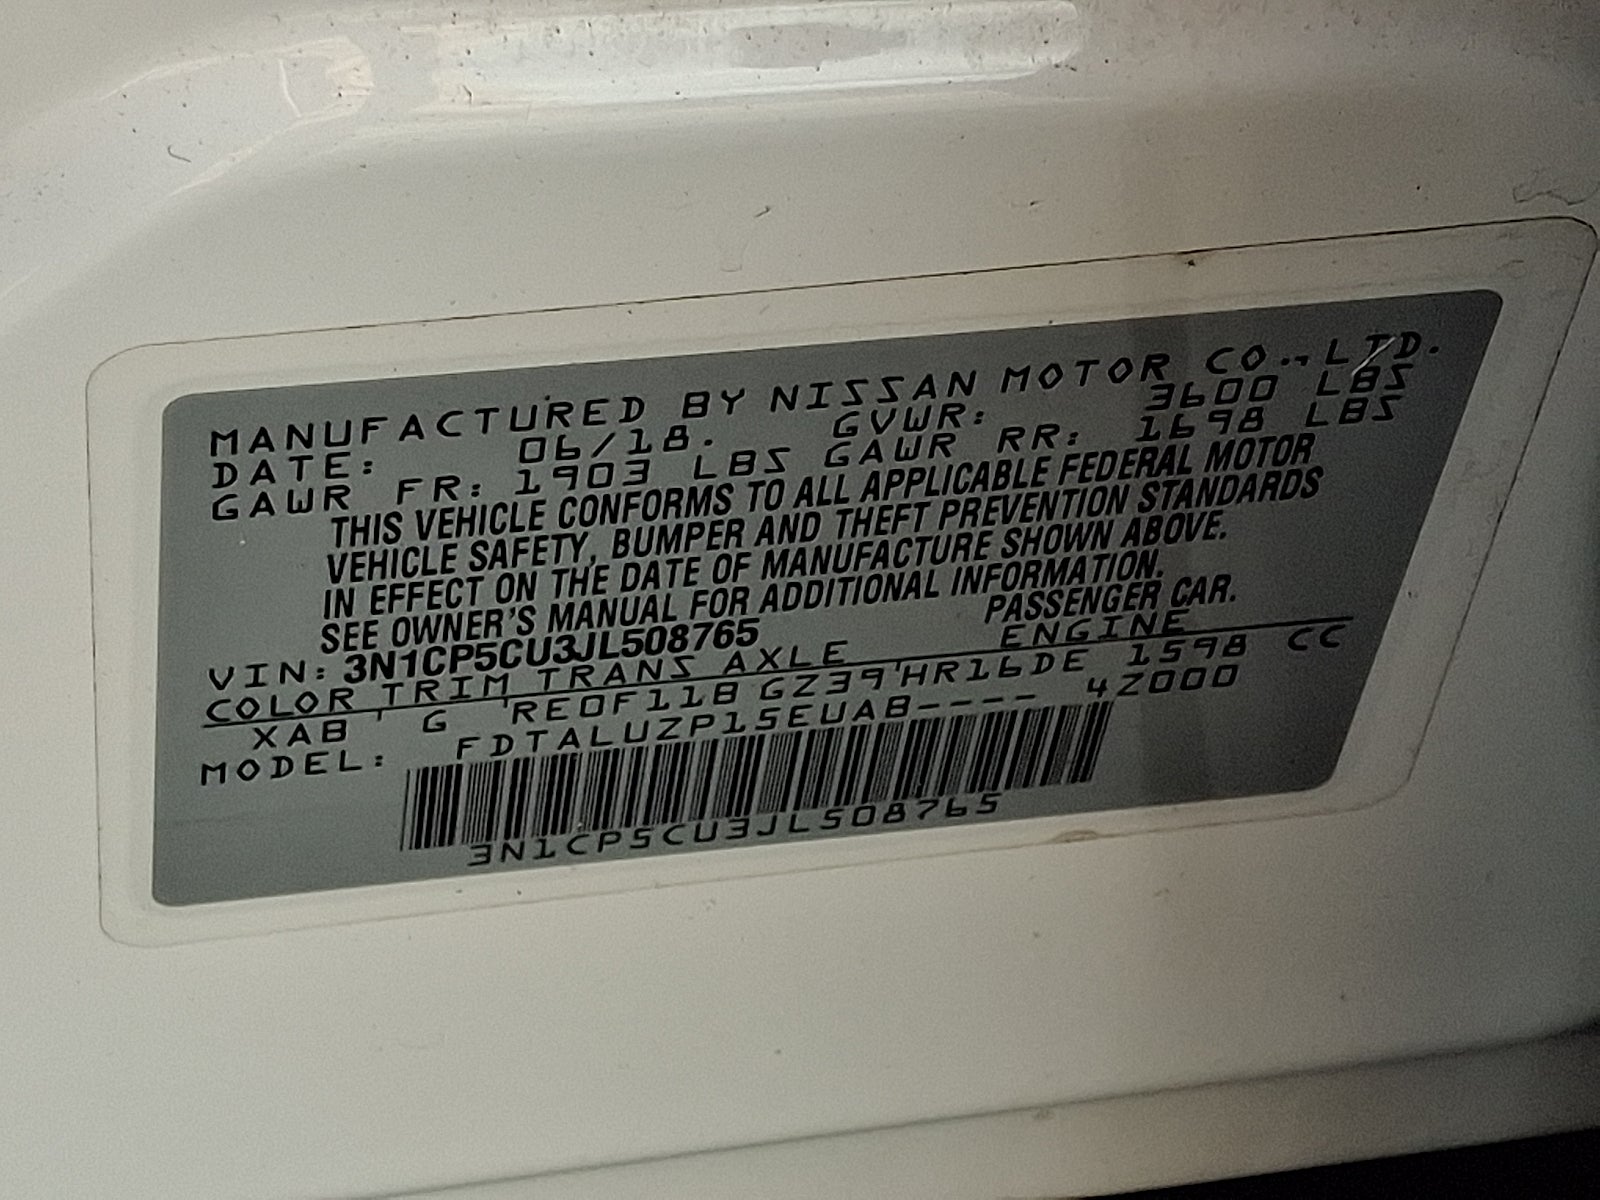 MANUFACTURED BY NISSAN MOTOR CO., LTD.
DATE: 06/18. GVWR: 3600 LBS
GAWR FR: 1903 LBS GAWR RR: 1698 LBS
THIS VEHICLE CONFORMS TO ALL APPLICABLE FEDERAL MOTOR
VEHICLE SAFETY, BUMPER AND THEFT PREVENTION STANDARDS
IN EFFECT ON THE DATE OF MANUFACTURE SHOWN ABOVE.
SEE OWNER'S MANUAL FOR ADDITIONAL INFORMATION.
VIN: 3N1CP5CU3JL508765 PASSENGER CAR.
COLOR TRIM TRANS AXLE ENGINE
XAB G RE0F11B GZ39 HR16DE 1598 CC
MODEL: FDTALUZP15EUAB---- 4Z000
3N1CP5CU3JL508765